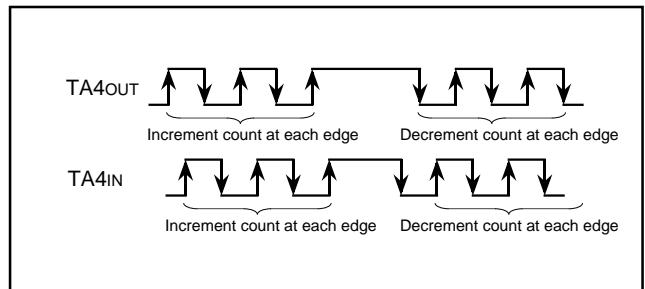 TA4OUT
Increment count at each edge Decrement count at each edge
TA4IN
Increment count at each edge Decrement count at each edge